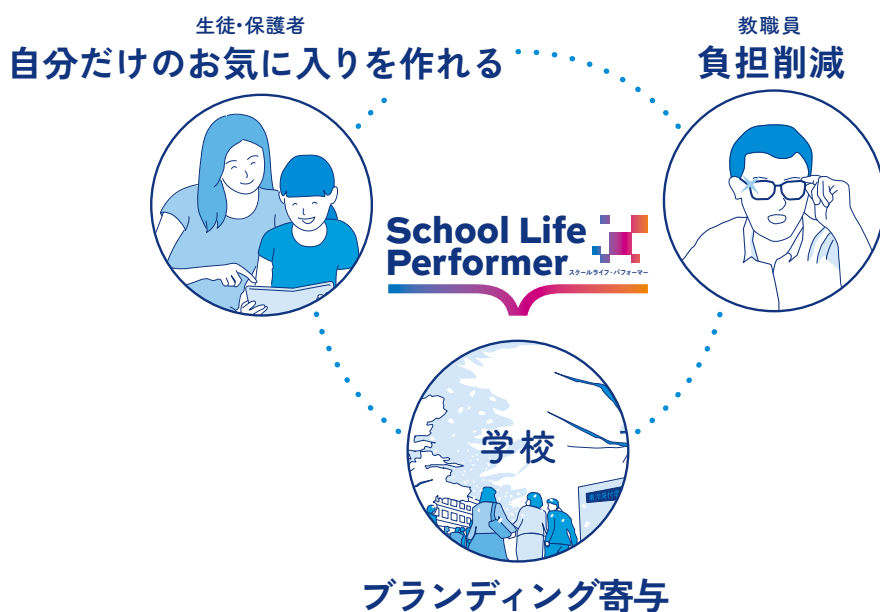 生徒・保護者
自分だけのお気に入りを作れる
教職員
負担削減
School Life
Performer
スクールライフ・パフォーマー
学校
ブランディング寄与